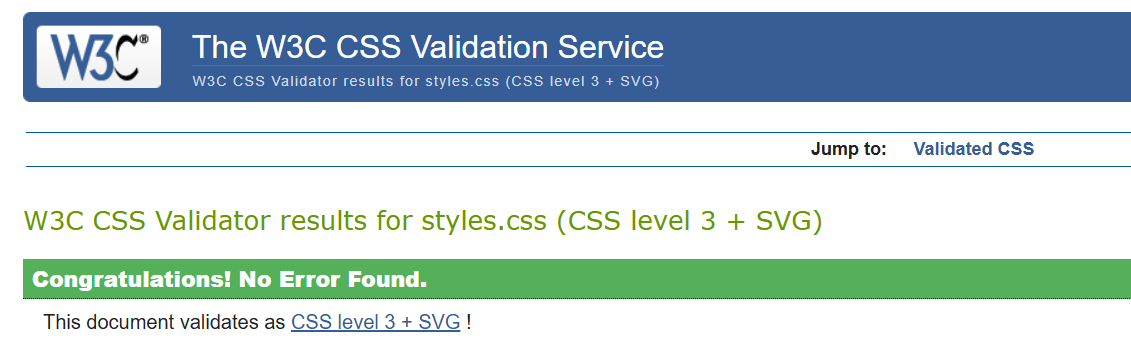 W3C®
The W3C CSS Validation Service
W3C CSS Validator results for styles.css (CSS level 3 + SVG)
Jump to: Validated CSS
W3C CSS Validator results for styles.css (CSS level 3 + SVG)
Congratulations! No Error Found.
This document validates as CSS level 3 + SVG !